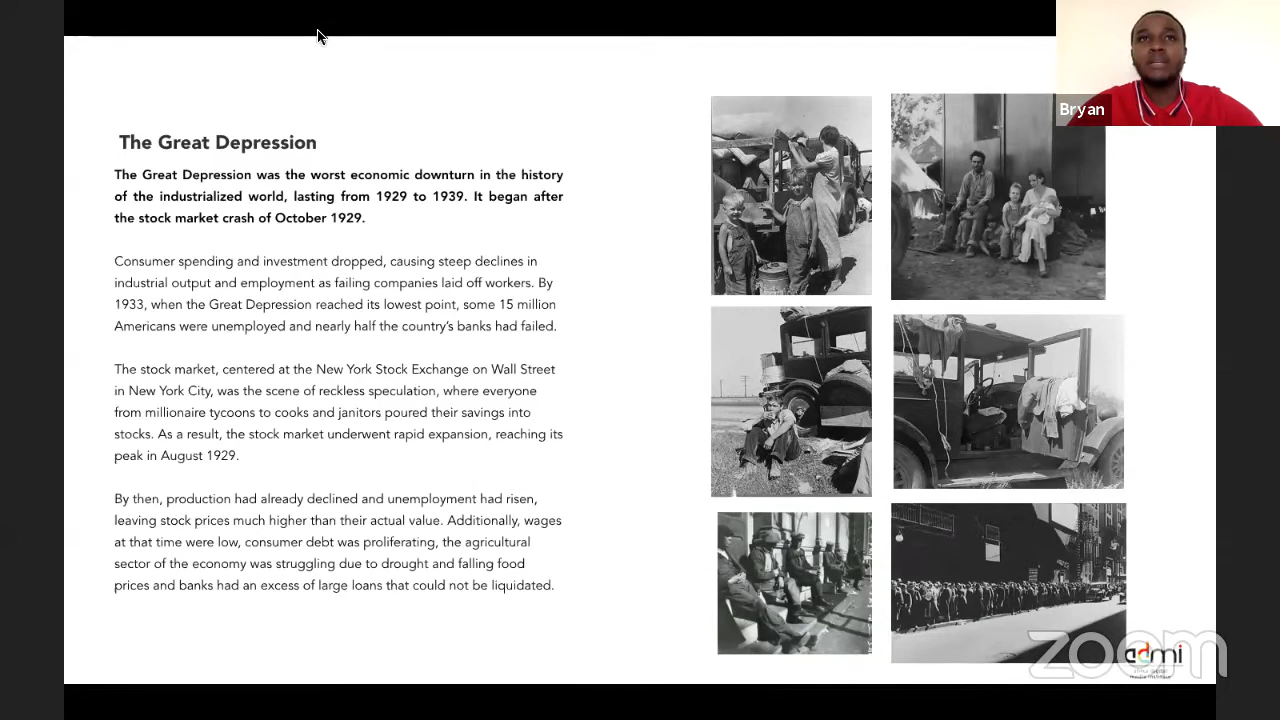 Bryan
The Great Depression
The Great Depression was the worst economic downturn in the history
of the industrialized world, lasting from 1929 to 1939. It began after
the stock market crash of October 1929.
Consumer spending and investment dropped, causing steep declines in
industrial output and employment as failing companies laid off workers. By
1933, when the Great Depression reached its lowest point, some 15 million
Americans were unemployed and nearly half the country's banks had failed.
The stock market, centered at the New York Stock Exchange on Wall Street
in New York City, was the scene of reckless speculation, where everyone
from millionaire tycoons to cooks and janitors poured their savings into
stocks. As a result, the stock market underwent rapid expansion, reaching its
peak in August 1929.
By then, production had already declined and unemployment had risen,
leaving stock prices much higher than their actual value. Additionally, wages
at that time were low, consumer debt was proliferating, the agricultural
sector of the economy was struggling due to drought and falling food
prices and banks had an excess of large loans that could not be liquidated.
zoom
admi